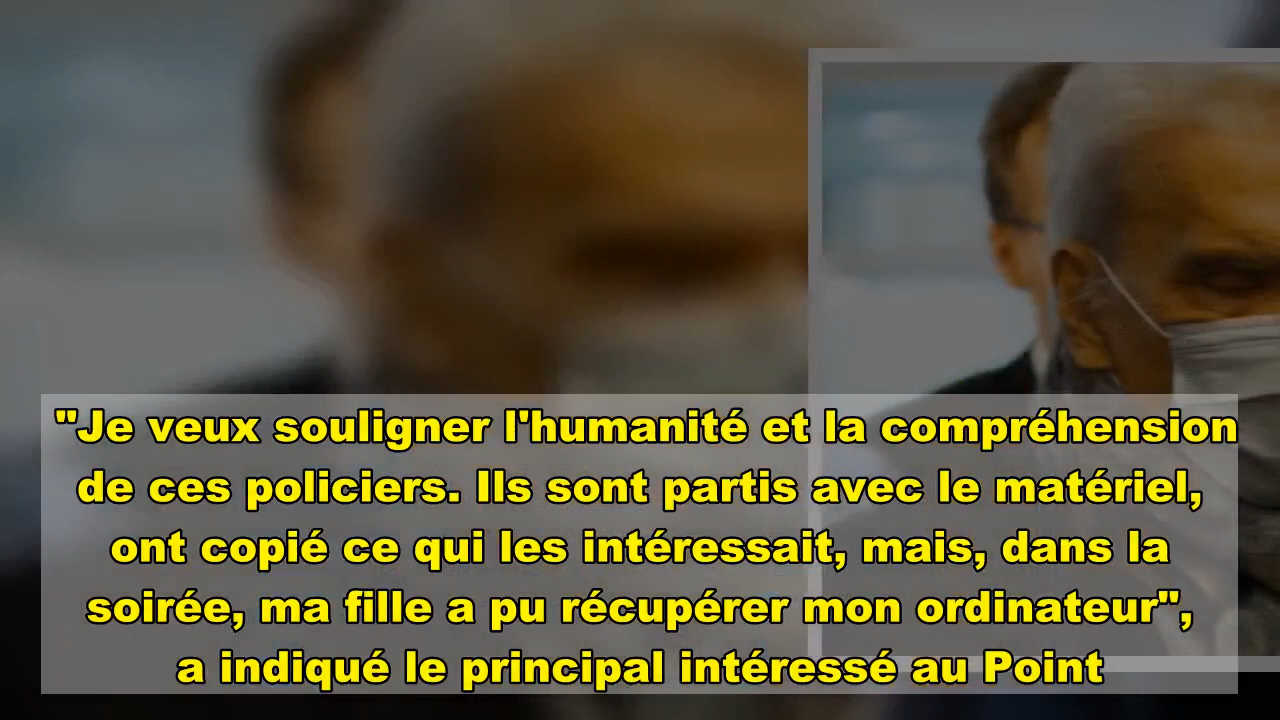 "Je veux souligner l'humanité et la compréhension
de ces policiers. Ils sont partis avec le matériel,
ont copié ce qui les intéressait, mais, dans la
soirée, ma fille a pu récupérer mon ordinateur",
a indiqué le principal intéressé au Point